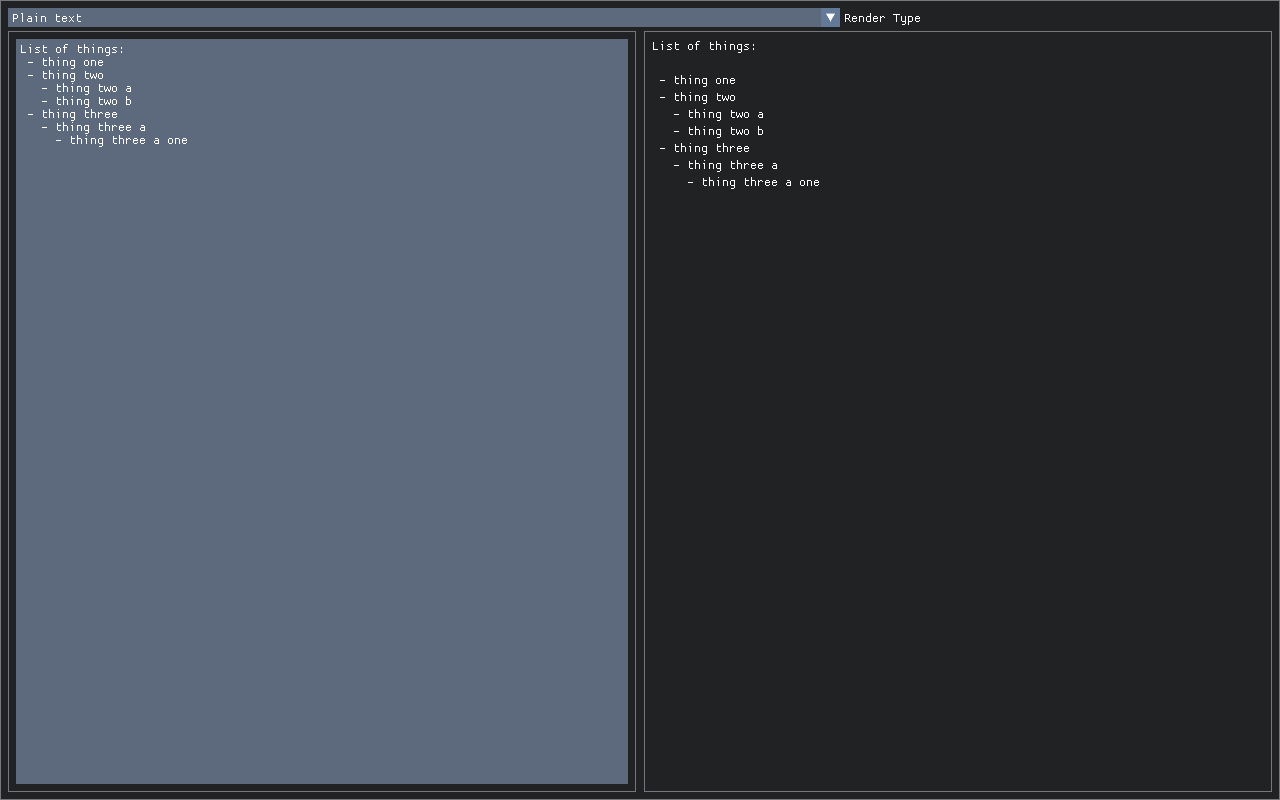 Plain text
Render Type
List of things:
 - thing one
 - thing two
   - thing two a
   - thing two b
 - thing three
   - thing three a
     - thing three a one
List of things:
 - thing one
 - thing two
   - thing two a
   - thing two b
 - thing three
   - thing three a
     - thing three a one